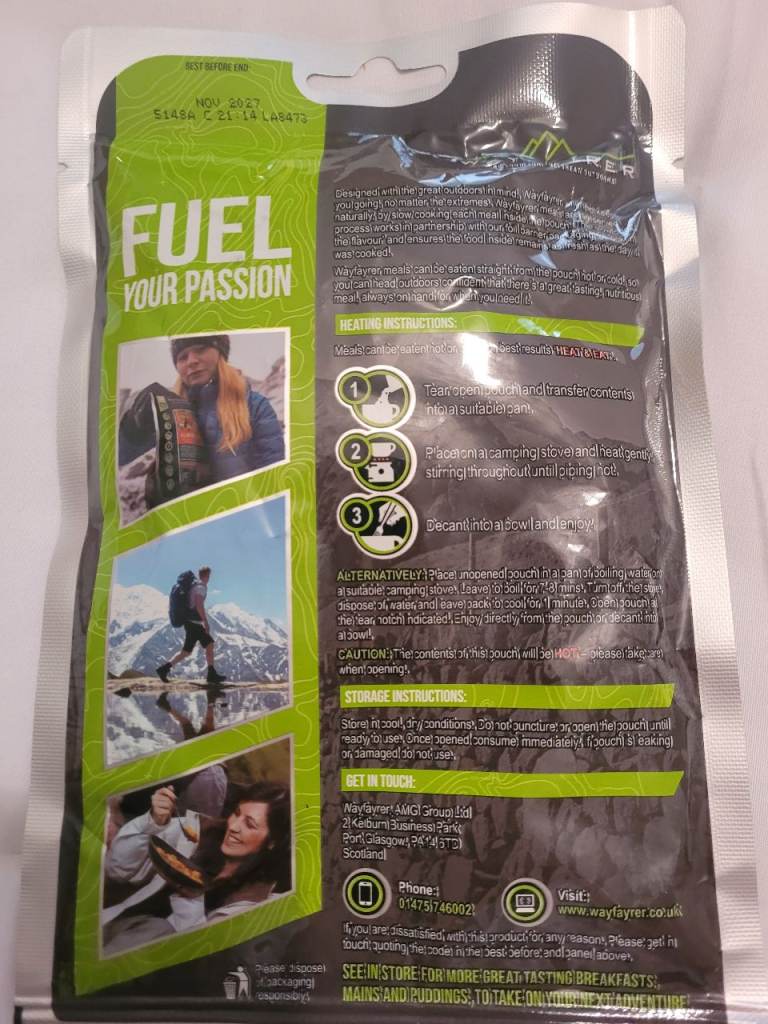 BEST BEFORE END:
NOV 2027
5148A C 21:14 LA8473
FUEL
YOUR PASSION
Designed with the great outdoors in mind, Wayfayrer
you going, no matter the extremes. Wayfayrer meals are
naturally by slow cooking each meal inside the pouch.
process works in partnership with our foil barrier packaging
the flavour and ensures the food inside remains as fresh as the day it
was cooked.
Wayfayrer meals can be eaten straight from the pouch hot or cold, so
you can head outdoors confident that there's a great tasting, nutritious
meal, always on hand for when you need it.
HEATING INSTRUCTIONS:
Meals can be eaten hot or best results HEAT & EAT.
1 Tear open pouch and transfer contents
into a suitable pan.
2 Place on a camping stove and heat gently
stirring throughout until piping hot.
3 Decant into a bowl and enjoy!
ALTERNATIVELY: Place unopened pouch in a pan of boiling water on
a suitable camping stove. Leave to boil for 7-8 mins. Turn off the stove,
dispose of water and leave pack to cool for 1 minute. Open pouch at
the tear notch indicated. Enjoy directly from the pouch or decant into
a bowl.
CAUTION: The contents of this pouch will be HOT – please take care
when opening.
STORAGE INSTRUCTIONS:
Store in cool, dry conditions. Do not puncture or open the pouch until
ready to use. Once opened consume immediately. If pouch is leaking
or damaged do not use.
GET IN TOUCH:
Wayfayrer, AMG Group Ltd
2 Kelburn Business Park
Port Glasgow, PA14 6TD
Scotland
Phone:
01475 746002
Visit:
www.wayfayrer.co.uk
If you are dissatisfied with this product for any reason, Please get in
touch quoting the code in the best before end panel above.
Please dispose
of packaging
responsibly.
SEE IN STORE FOR MORE GREAT TASTING BREAKFASTS,
MAINS AND PUDDINGS, TO TAKE ON YOUR NEXT ADVENTURE